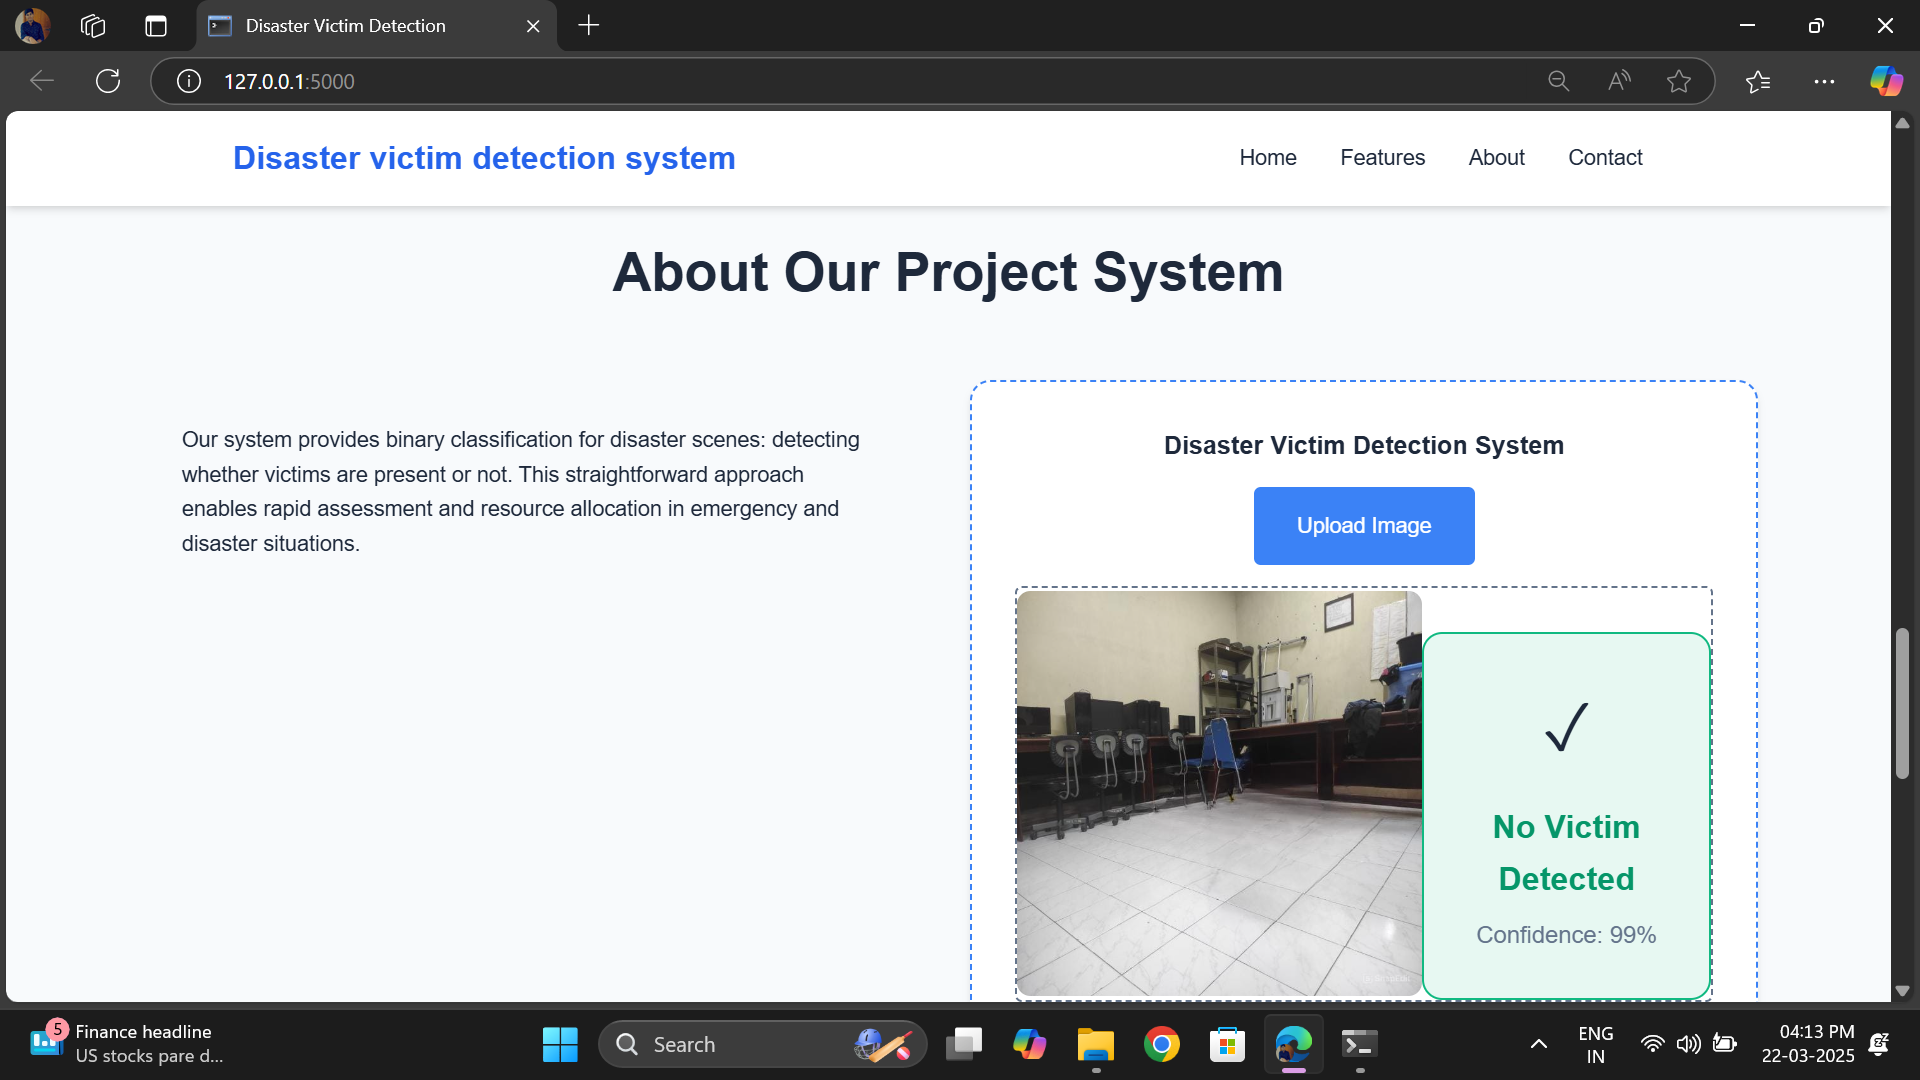 Disaster Victim Detection
127.0.0.1:5000
Disaster victim detection system
Home Features About Contact
About Our Project System
Our system provides binary classification for disaster scenes: detecting
whether victims are present or not. This straightforward approach
enables rapid assessment and resource allocation in emergency and
disaster situations.
Disaster Victim Detection System
Upload Image
✓
No Victim
Detected
Confidence: 99%
5
Finance headline
US stocks pare d...
Search
ENG
IN
04:13 PM
22-03-2025